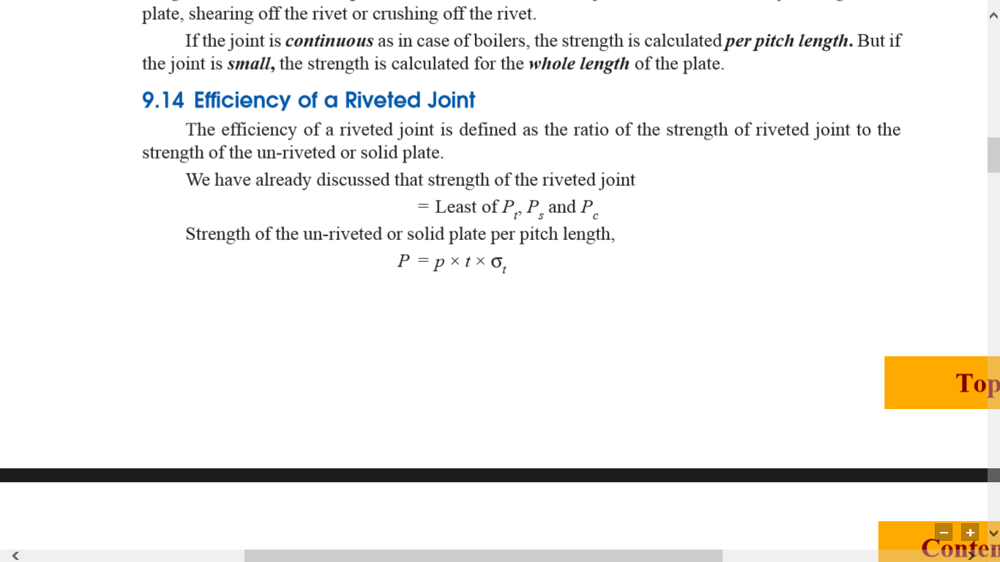 plate, shearing off the rivet or crushing off the rivet.
If the joint is continuous as in case of boilers, the strength is calculated per pitch length. But if
the joint is small, the strength is calculated for the whole length of the plate.
9.14 Efficiency of a Riveted Joint
The efficiency of a riveted joint is defined as the ratio of the strength of riveted joint to the
strength of the un-riveted or solid plate.
We have already discussed that strength of the riveted joint
= Least of Pt, Ps and Pc
Strength of the un-riveted or solid plate per pitch length,
P = p × t × σt
Top